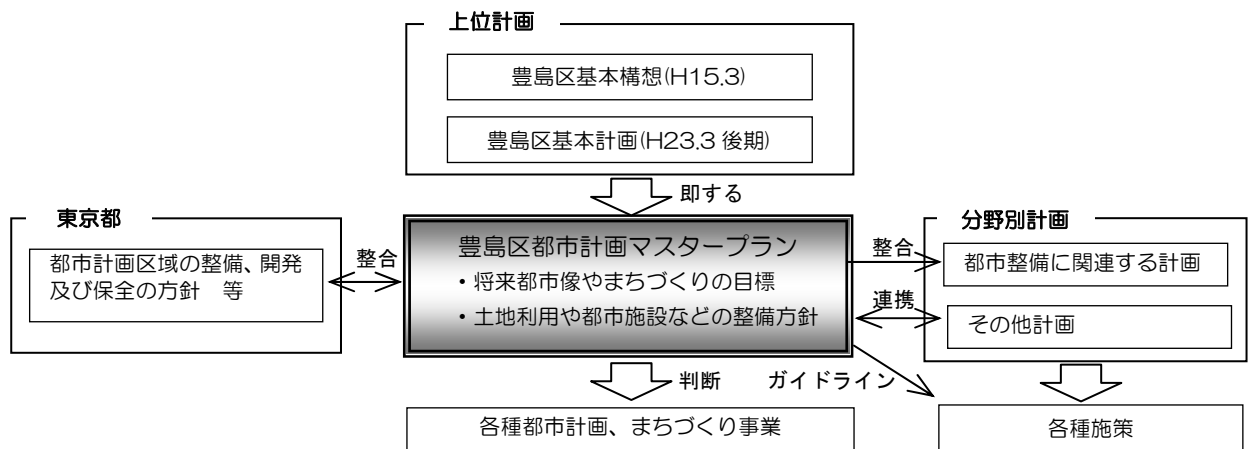 上位計画
豊島区基本構想(H15.3)
豊島区基本計画(H23.3 後期)
即する
東京都
都市計画区域の整備、開発
及び保全の方針　等
整合
豊島区都市計画マスタープラン
・将来都市像やまちづくりの目標
・土地利用や都市施設などの整備方針
整合
連携
分野別計画
都市整備に関連する計画
その他計画
判断
ガイドライン
各種都市計画、まちづくり事業
各種施策